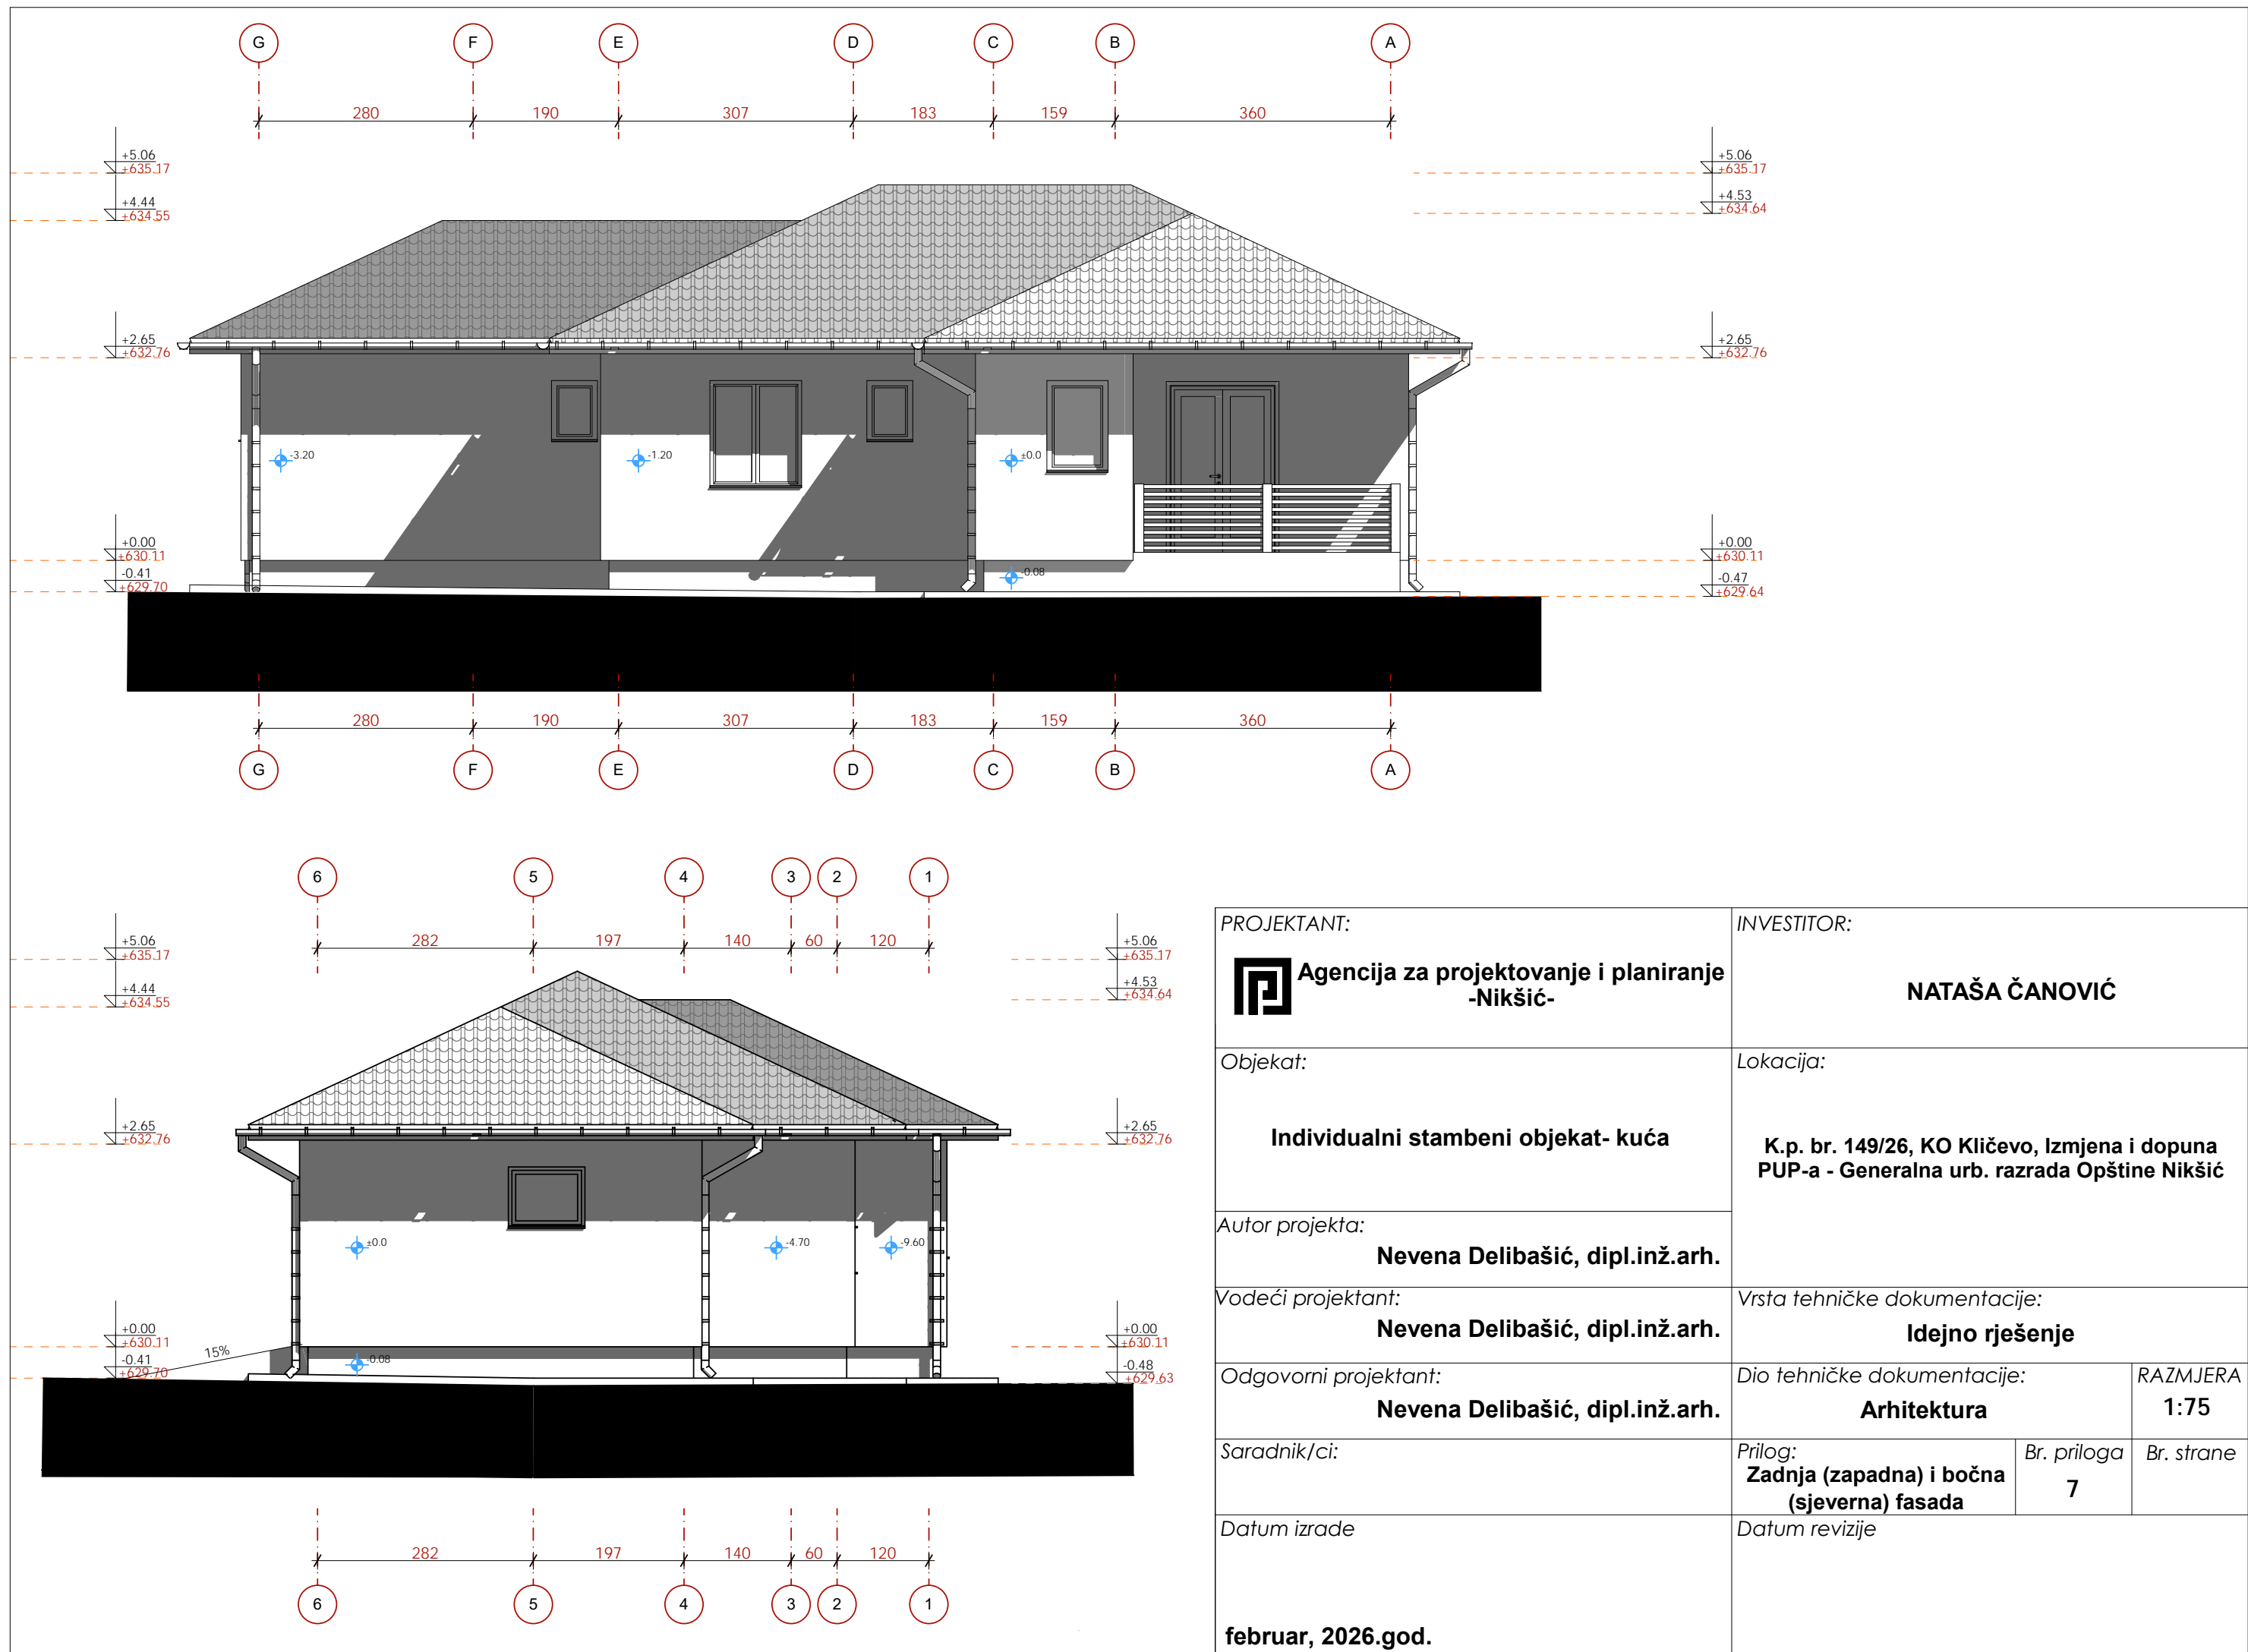 G F E D C B A
280 190 307 183 159 360
+5.06
+635.17
+4.44
+634.55
+2.65
+632.76
+0.00
+630.11
-0.41
+629.70
+5.06
+635.17
+4.53
+634.64
+2.65
+632.76
+0.00
+630.11
-0.47
+629.64
-3.20
-1.20
±0.0
-0.08
280 190 307 183 159 360
G F E D C B A
6 5 4 3 2 1
282 197 140 60 120
+5.06
+635.17
+4.44
+634.55
+2.65
+632.76
+0.00
+630.11
-0.41
+629.70
15%
+5.06
+635.17
+4.53
+634.64
+2.65
+632.76
+0.00
+630.11
-0.48
+629.63
±0.0
-4.70
-9.60
-0.08
282 197 140 60 120
6 5 4 3 2 1
PROJEKTANT:
Agencija za projektovanje i planiranje
-Nikšić-
INVESTITOR:
NATAŠA ČANOVIĆ
Objekat:
Individualni stambeni objekat- kuća
Lokacija:
K.p. br. 149/26, KO Kličevo, Izmjena i dopuna
PUP-a - Generalna urb. razrada Opštine Nikšić
Autor projekta:
Nevena Delibašić, dipl.inž.arh.
Vodeći projektant:
Nevena Delibašić, dipl.inž.arh.
Vrsta tehničke dokumentacije:
Idejno rješenje
Odgovorni projektant:
Nevena Delibašić, dipl.inž.arh.
Dio tehničke dokumentacije:
Arhitektura
RAZMJERA
1:75
Saradnik/ci:
Prilog:
Zadnja (zapadna) i bočna
(sjeverna) fasada
Br. priloga
7
Br. strane
Datum izrade
februar, 2026.god.
Datum revizije